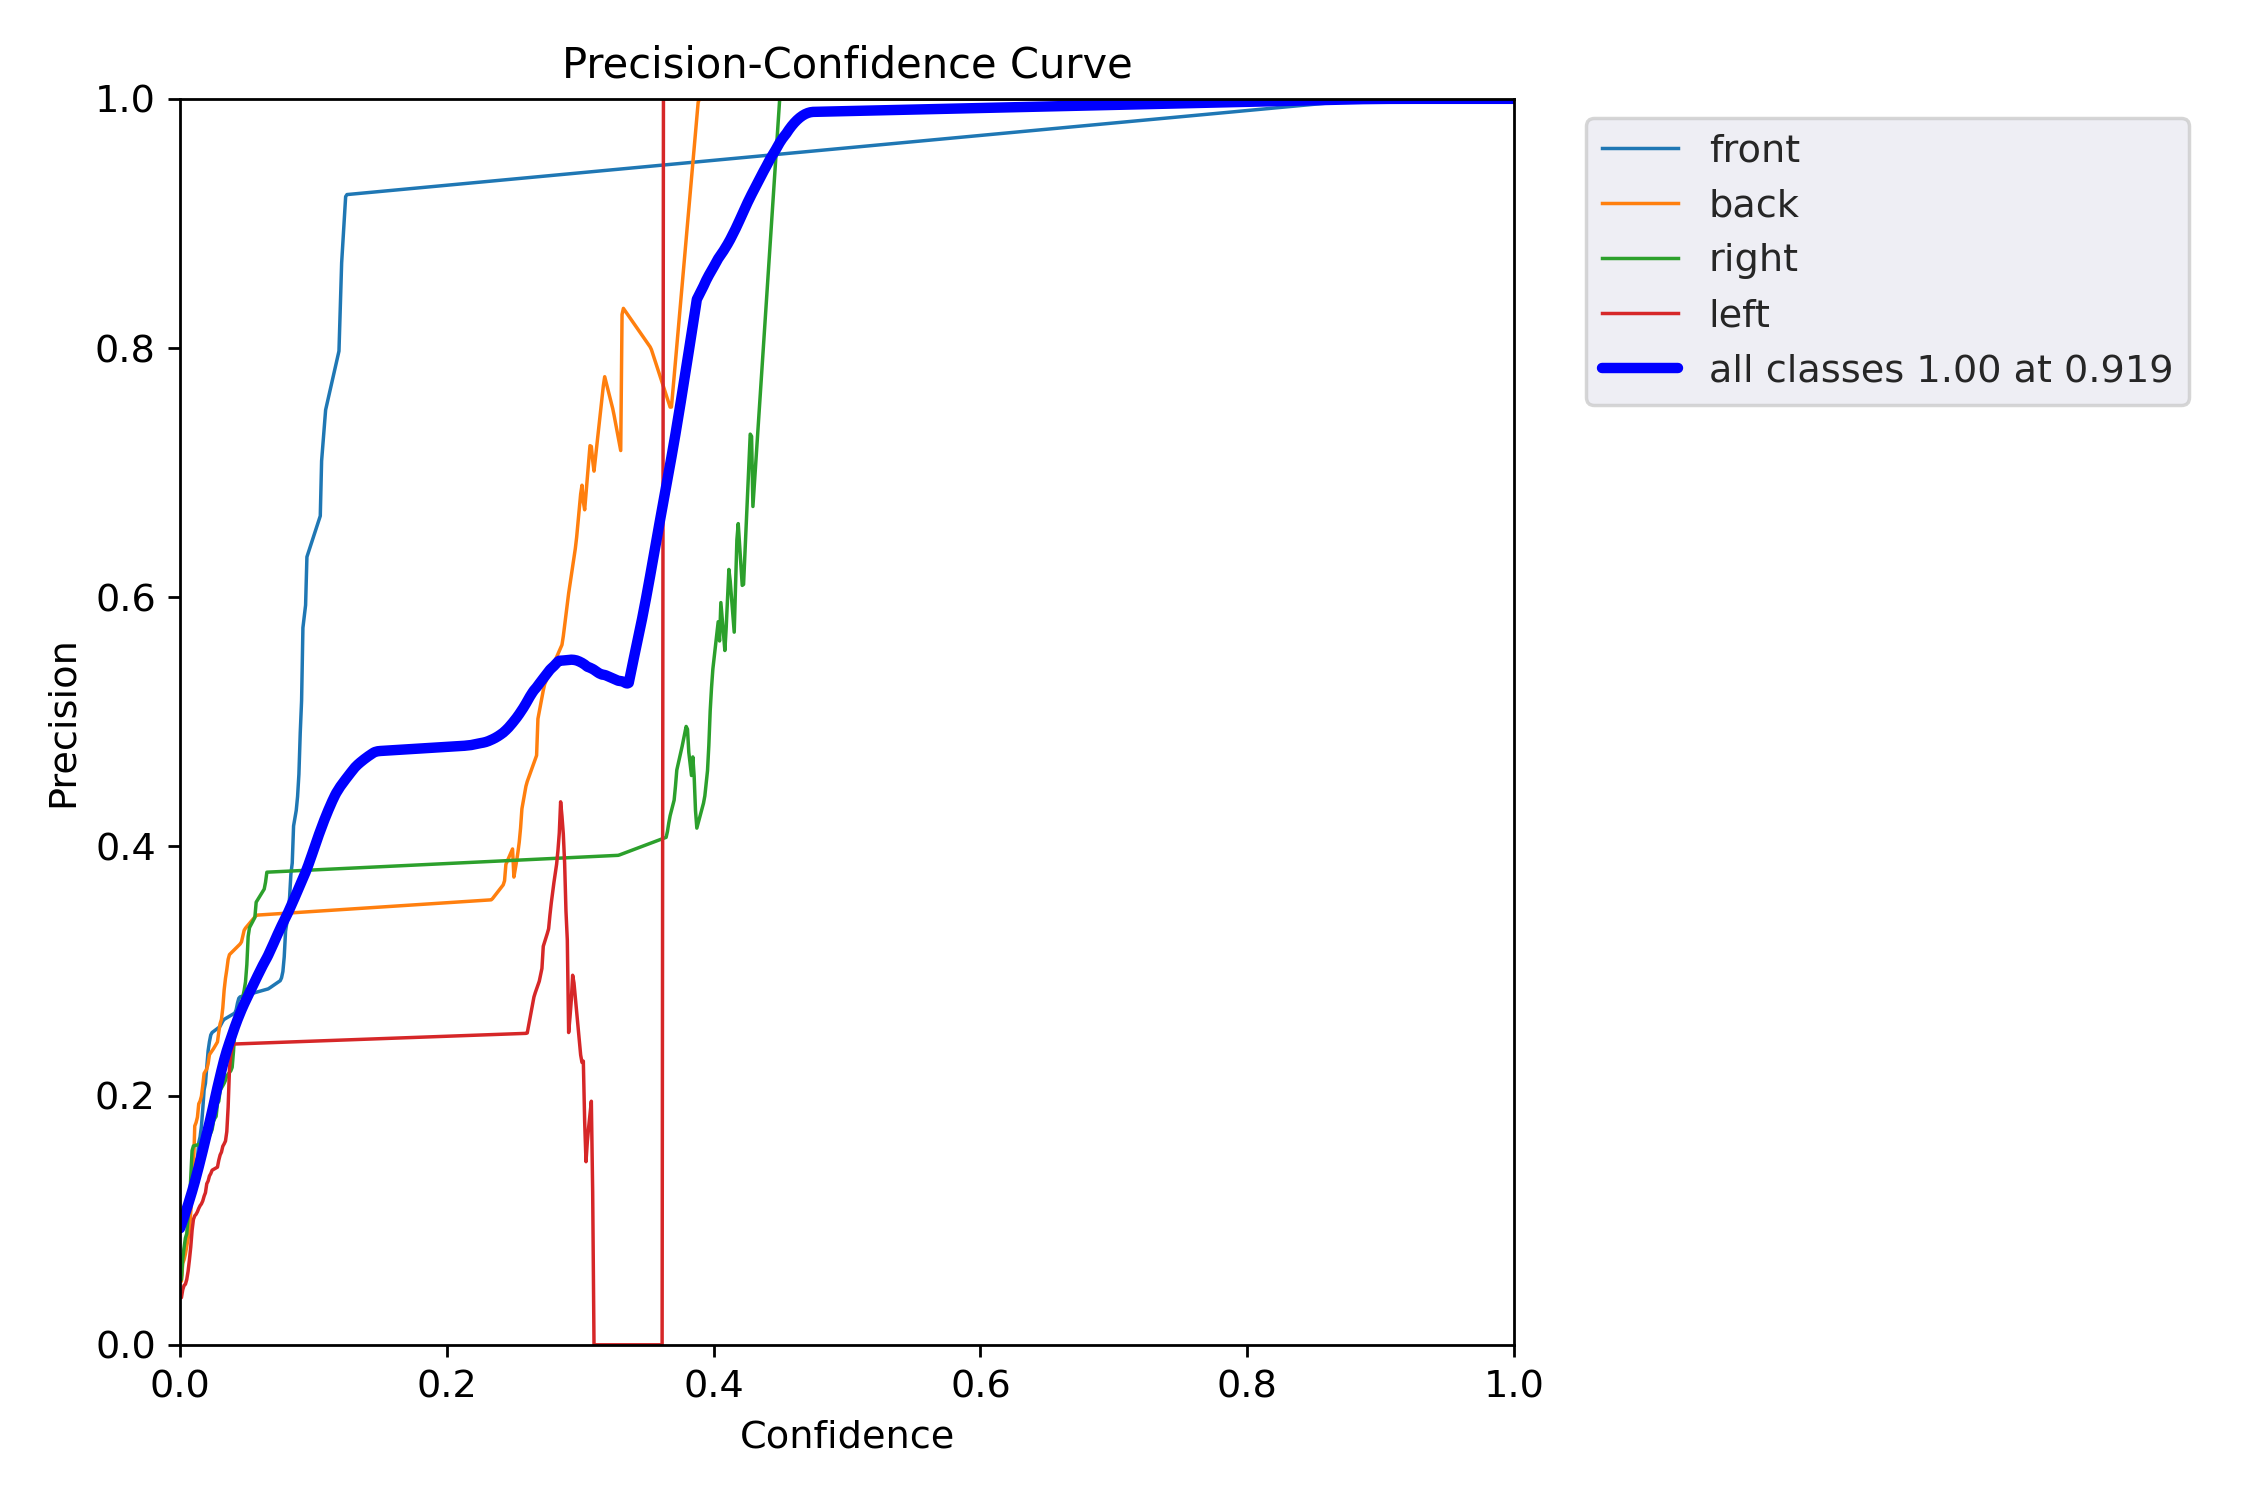 Precision-Confidence Curve
1.0
0.8
0.6
0.4
0.2
0.0
Precision
0.0 0.2 0.4 0.6 0.8 1.0
Confidence
front
back
right
left
all classes 1.00 at 0.919